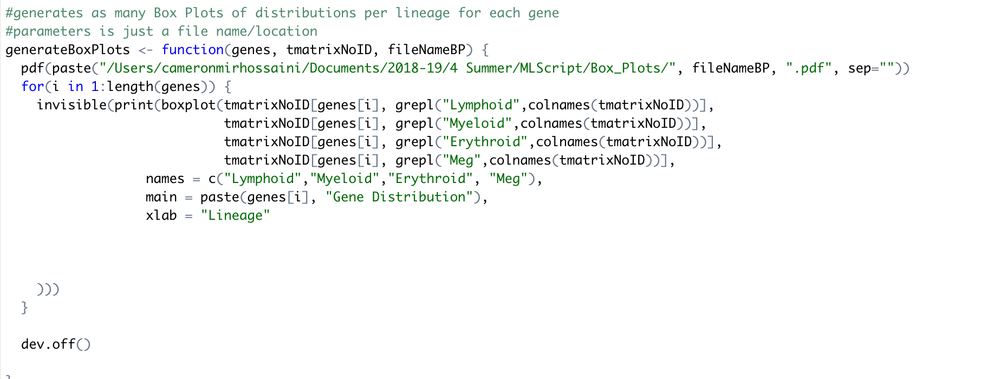 #generates as many Box Plots of distributions per lineage for each gene
#parameters is just a file name/location
generateBoxPlots <- function(genes, tmatrixNoID, fileNameBP) {
  pdf(paste("/Users/cameronmirhossaini/Documents/2018-19/4 Summer/MLScript/Box_Plots/", fileNameBP, ".pdf", sep=""))
  for(i in 1:length(genes)) {
    invisible(print(boxplot(tmatrixNoID[genes[i], grepl("Lymphoid",colnames(tmatrixNoID))],
                            tmatrixNoID[genes[i], grepl("Myeloid",colnames(tmatrixNoID))],
                            tmatrixNoID[genes[i], grepl("Erythroid",colnames(tmatrixNoID))],
                            tmatrixNoID[genes[i], grepl("Meg",colnames(tmatrixNoID))],
                  names = c("Lymphoid","Myeloid","Erythroid", "Meg"),
                  main = paste(genes[i], "Gene Distribution"),
                  xlab = "Lineage"
    )))
  }
  dev.off()
}